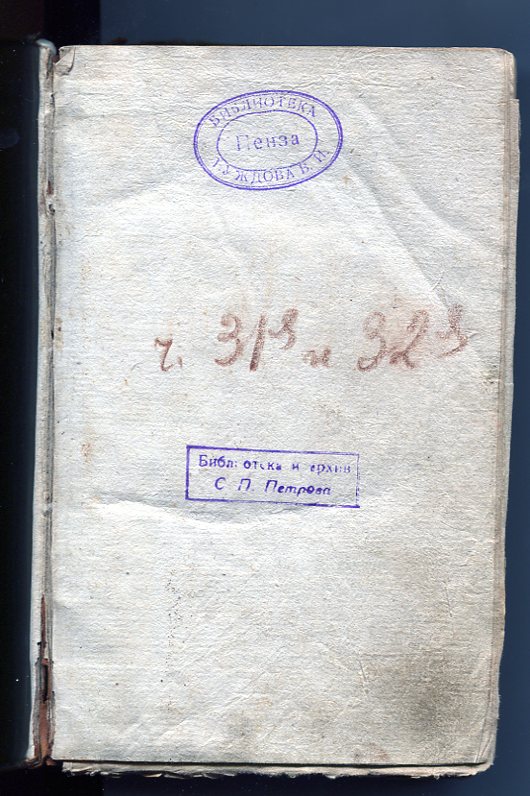 БИБЛИОТЕКА
Пенза
ГУЖДОВА В. И.
ч. 31я и 32я
Библиотека и архив
С. П. Петрова